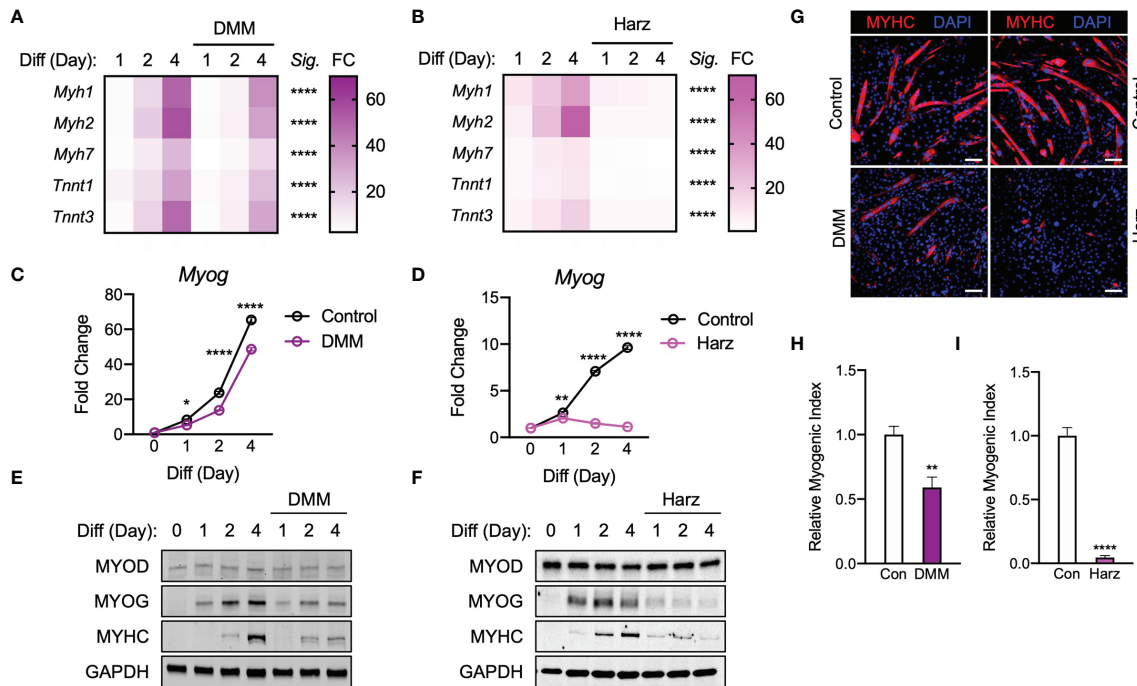 A
DMM
Diff (Day): 1 2 4 1 2 4 Sig. FC
Myh1 ****
Myh2 ****
Myh7 ****
Tnnt1 ****
Tnnt3 ****
60
40
20
B
Harz
Diff (Day): 1 2 4 1 2 4 Sig. FC
Myh1 ****
Myh2 ****
Myh7 ****
Tnnt1 ****
Tnnt3 ****
60
40
20
G
MYHC DAPI MYHC DAPI
Control
Control
DMM
Harz
C
Myog
Fold Change
80
60
40
20
0
* **** ****
Control
DMM
0 1 2 4
Diff (Day)
D
Myog
Fold Change
15
10
5
0
** **** ****
Control
Harz
0 1 2 4
Diff (Day)
E
DMM
Diff (Day): 0 1 2 4 1 2 4
MYOD
MYOG
MYHC
GAPDH
F
Harz
Diff (Day): 0 1 2 4 1 2 4
MYOD
MYOG
MYHC
GAPDH
H
Relative Myogenic Index
1.5
1.0
0.5
0.0
**
Con DMM
I
Relative Myogenic Index
1.5
1.0
0.5
0.0
****
Con Harz